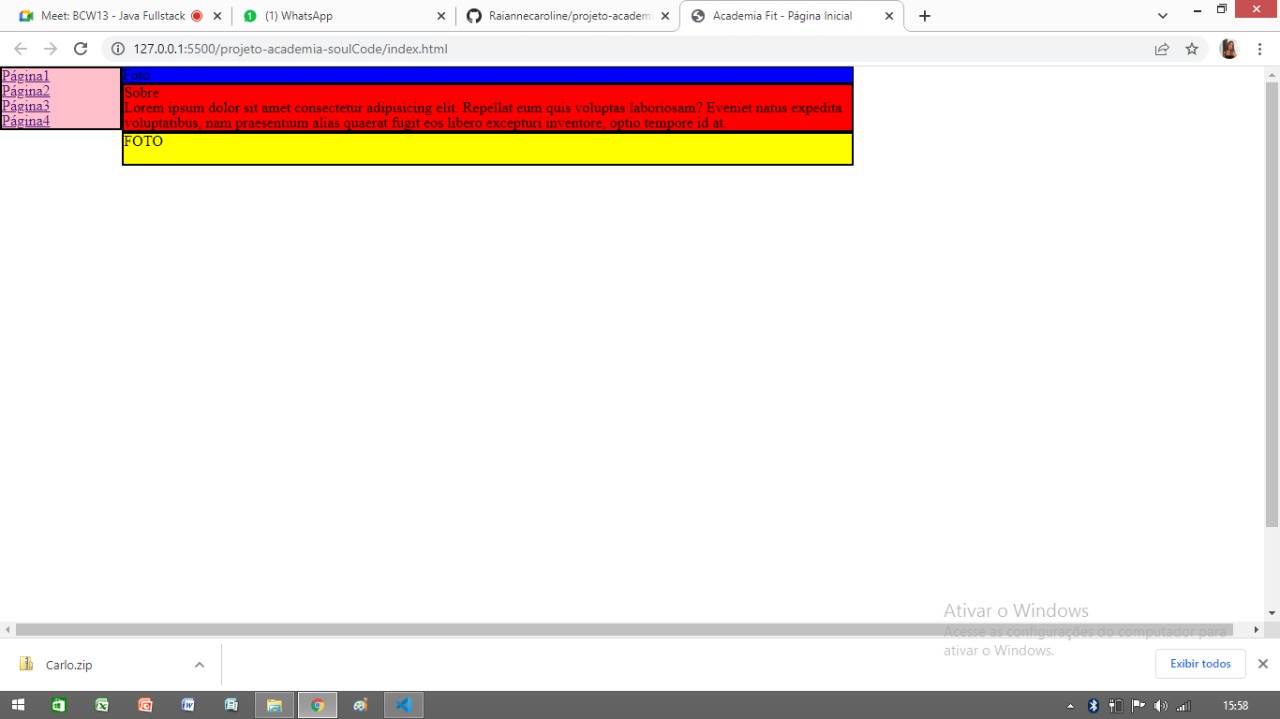 Meet: BCW13 - Java Fullstack
(1) WhatsApp
Raiannecaroline/projeto-academ
Academia Fit - Página Inicial
127.0.0.1:5500/projeto-academia-soulCode/index.html
Página1
Página2
Página3
Página4
Foto
Sobre
Lorem ipsum dolor sit amet consectetur adipisicing elit. Repellat eum quis voluptas laboriosam? Eveniet natus expedita
voluptatibus, nam praesentium alias quaerat fugit eos libero excepturi inventore, optio tempore id at.
FOTO
Ativar o Windows
Acesse as configurações do computador para
ativar o Windows.
Carlo.zip
Exibir todos
15:58